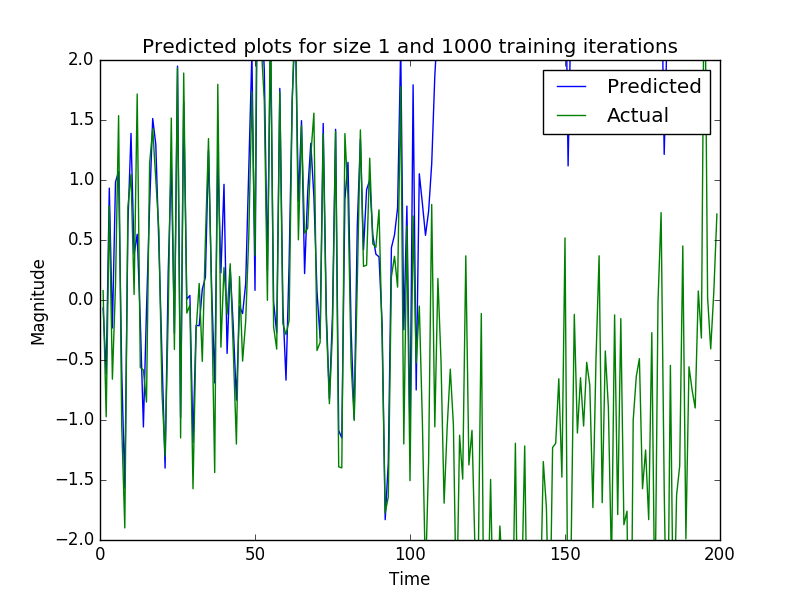 Predicted plots for size 1 and 1000 training iterations
Predicted
Actual
2.0
1.5
1.0
0.5
0.0
−0.5
−1.0
−1.5
−2.0
Magnitude
0 50 100 150 200
Time